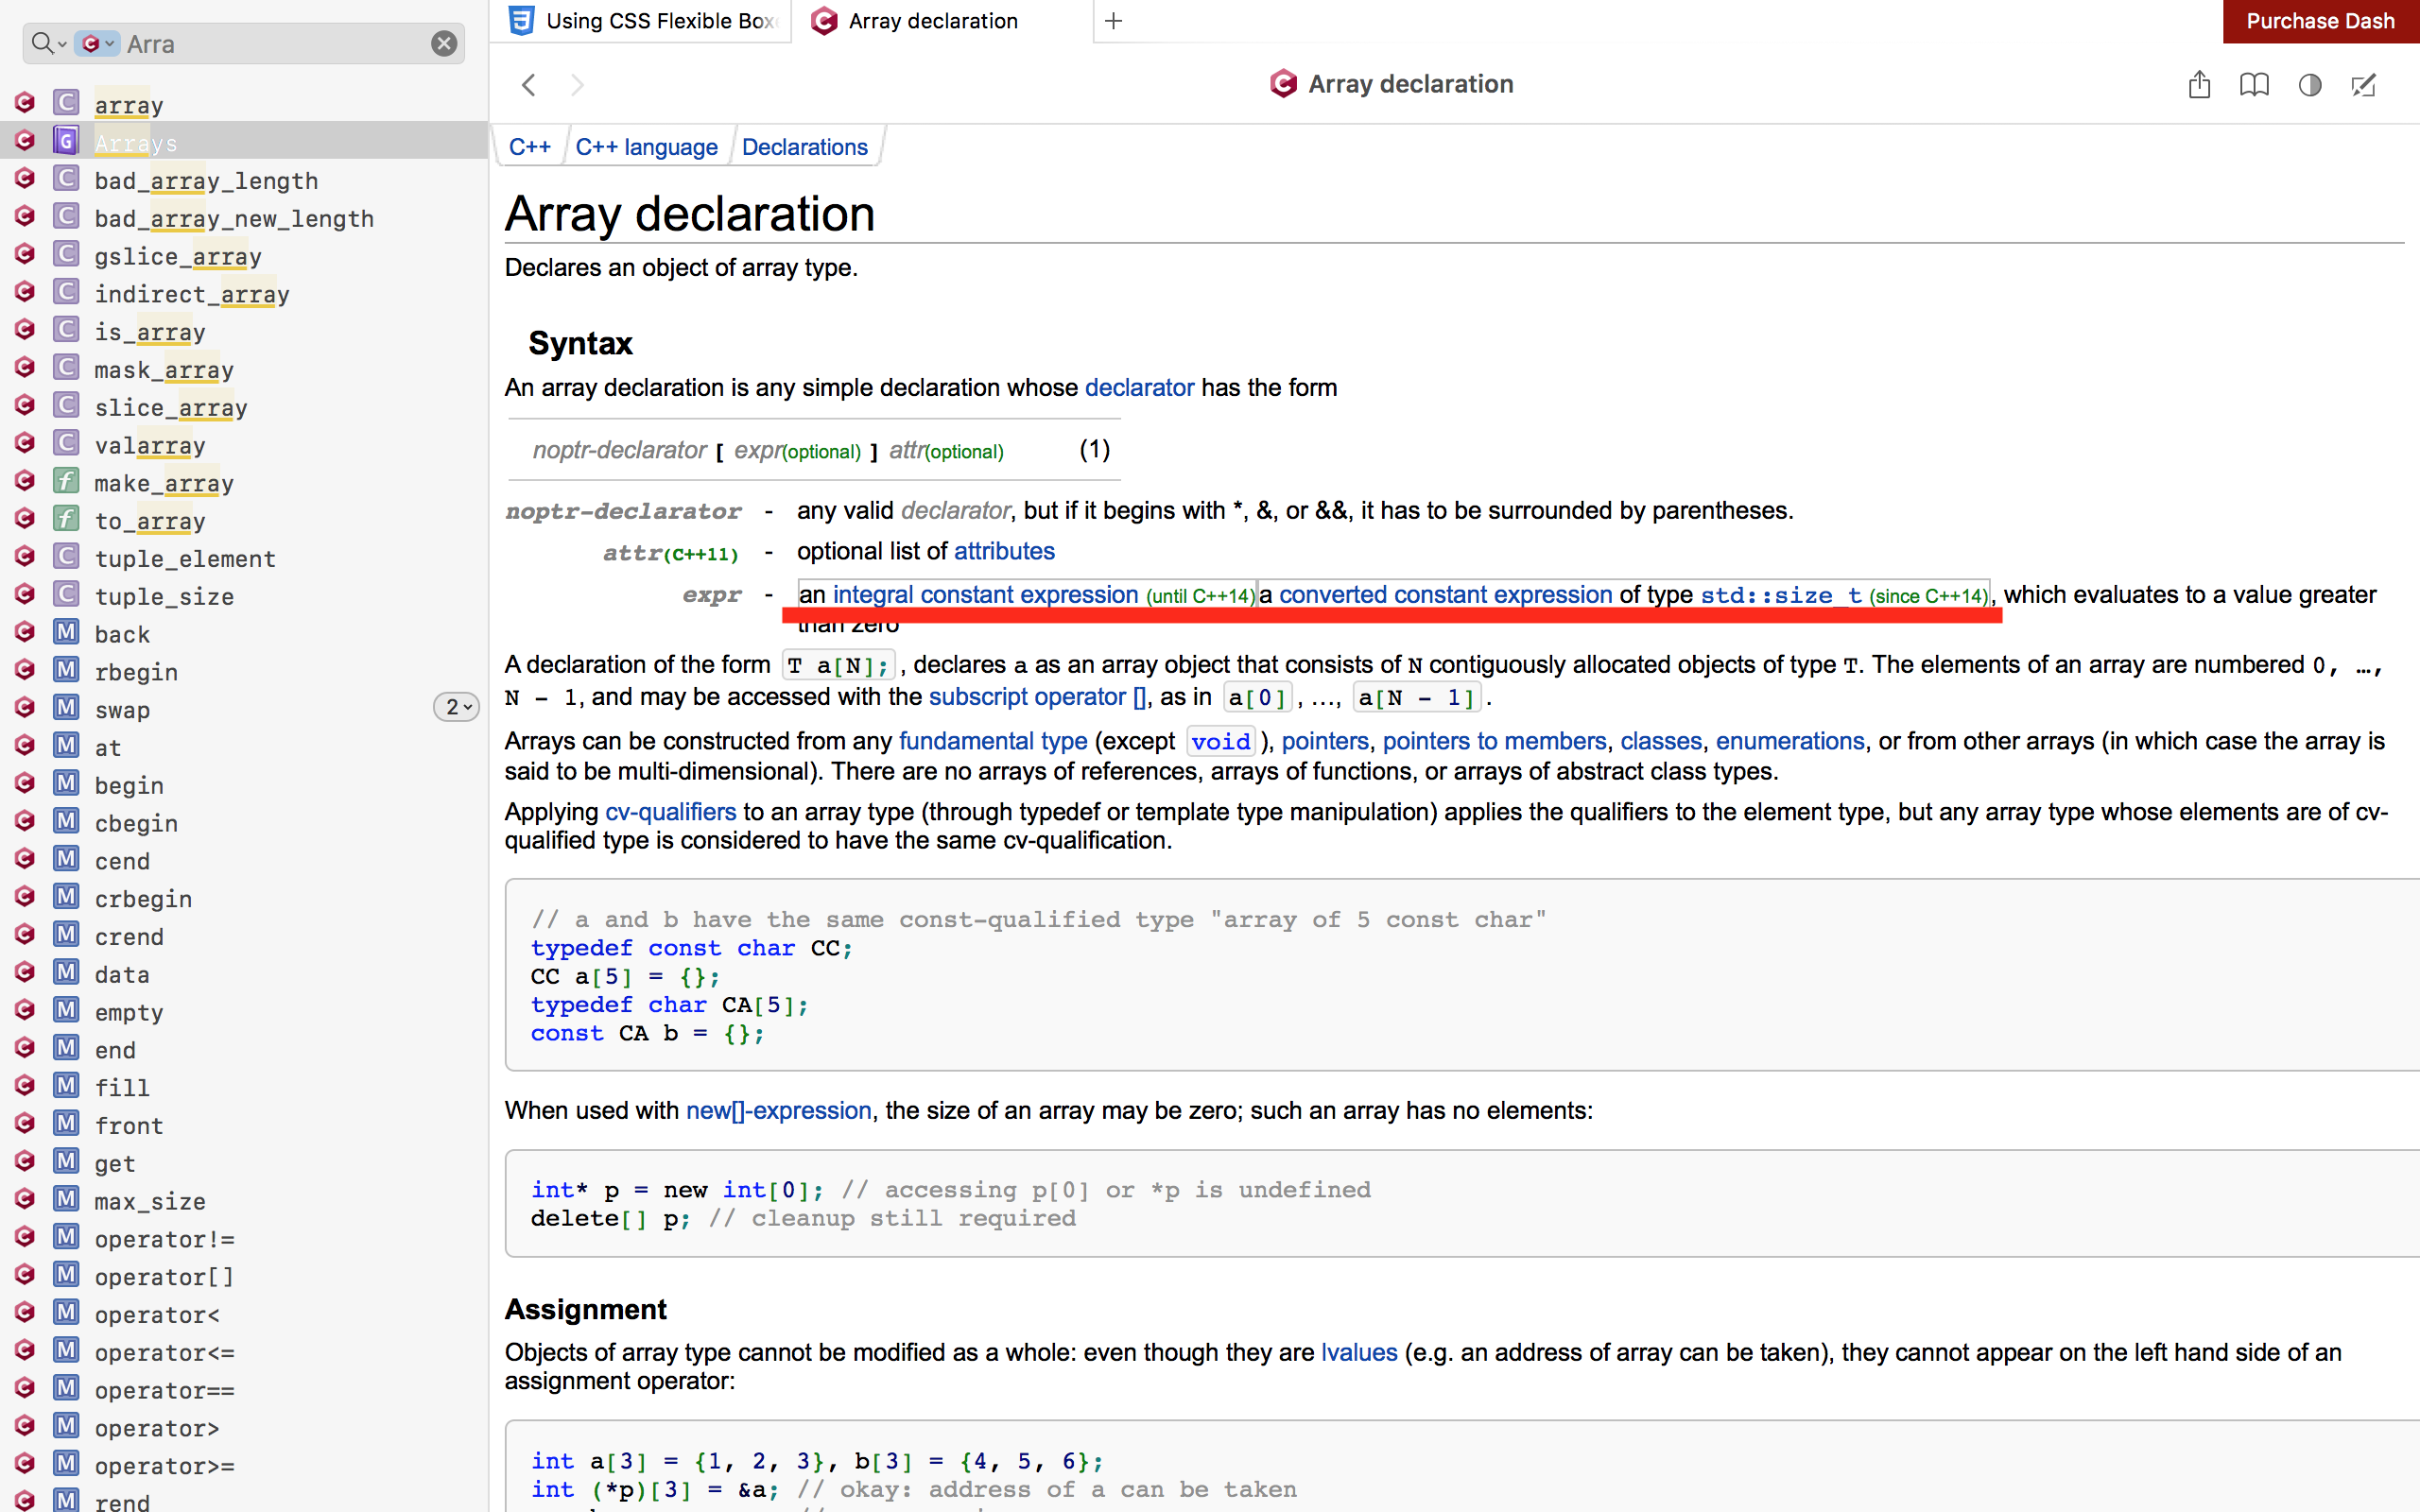 Arra
array
Arrays
bad_array_length
bad_array_new_length
gslice_array
indirect_array
is_array
mask_array
slice_array
valarray
make_array
to_array
tuple_element
tuple_size
back
rbegin
swap 2
at
begin
cbegin
cend
crbegin
crend
data
empty
end
fill
front
get
max_size
operator!=
operator[]
operator<
operator<=
operator==
operator>
operator>=
rend
Using CSS Flexible Box
Array declaration
Purchase Dash
Array declaration
C++ C++ language Declarations
Array declaration
Declares an object of array type.
Syntax
An array declaration is any simple declaration whose declarator has the form
noptr-declarator [ expr(optional) ] attr(optional) (1)
noptr-declarator - any valid declarator, but if it begins with *, &, or &&, it has to be surrounded by parentheses.
attr(C++11) - optional list of attributes
expr - an integral constant expression (until C++14) a converted constant expression of type std::size_t (since C++14), which evaluates to a value greater
than zero
A declaration of the form T a[N];, declares a as an array object that consists of N contiguously allocated objects of type T. The elements of an array are numbered 0, …,
N - 1, and may be accessed with the subscript operator [], as in a[0], …, a[N - 1].
Arrays can be constructed from any fundamental type (except void), pointers, pointers to members, classes, enumerations, or from other arrays (in which case the array is
said to be multi-dimensional). There are no arrays of references, arrays of functions, or arrays of abstract class types.
Applying cv-qualifiers to an array type (through typedef or template type manipulation) applies the qualifiers to the element type, but any array type whose elements are of cv-
qualified type is considered to have the same cv-qualification.
// a and b have the same const-qualified type "array of 5 const char"
typedef const char CC;
CC a[5] = {};
typedef char CA[5];
const CA b = {};
When used with new[]-expression, the size of an array may be zero; such an array has no elements:
int* p = new int[0]; // accessing p[0] or *p is undefined
delete[] p; // cleanup still required
Assignment
Objects of array type cannot be modified as a whole: even though they are lvalues (e.g. an address of array can be taken), they cannot appear on the left hand side of an
assignment operator:
int a[3] = {1, 2, 3}, b[3] = {4, 5, 6};
int (*p)[3] = &a; // okay: address of a can be taken